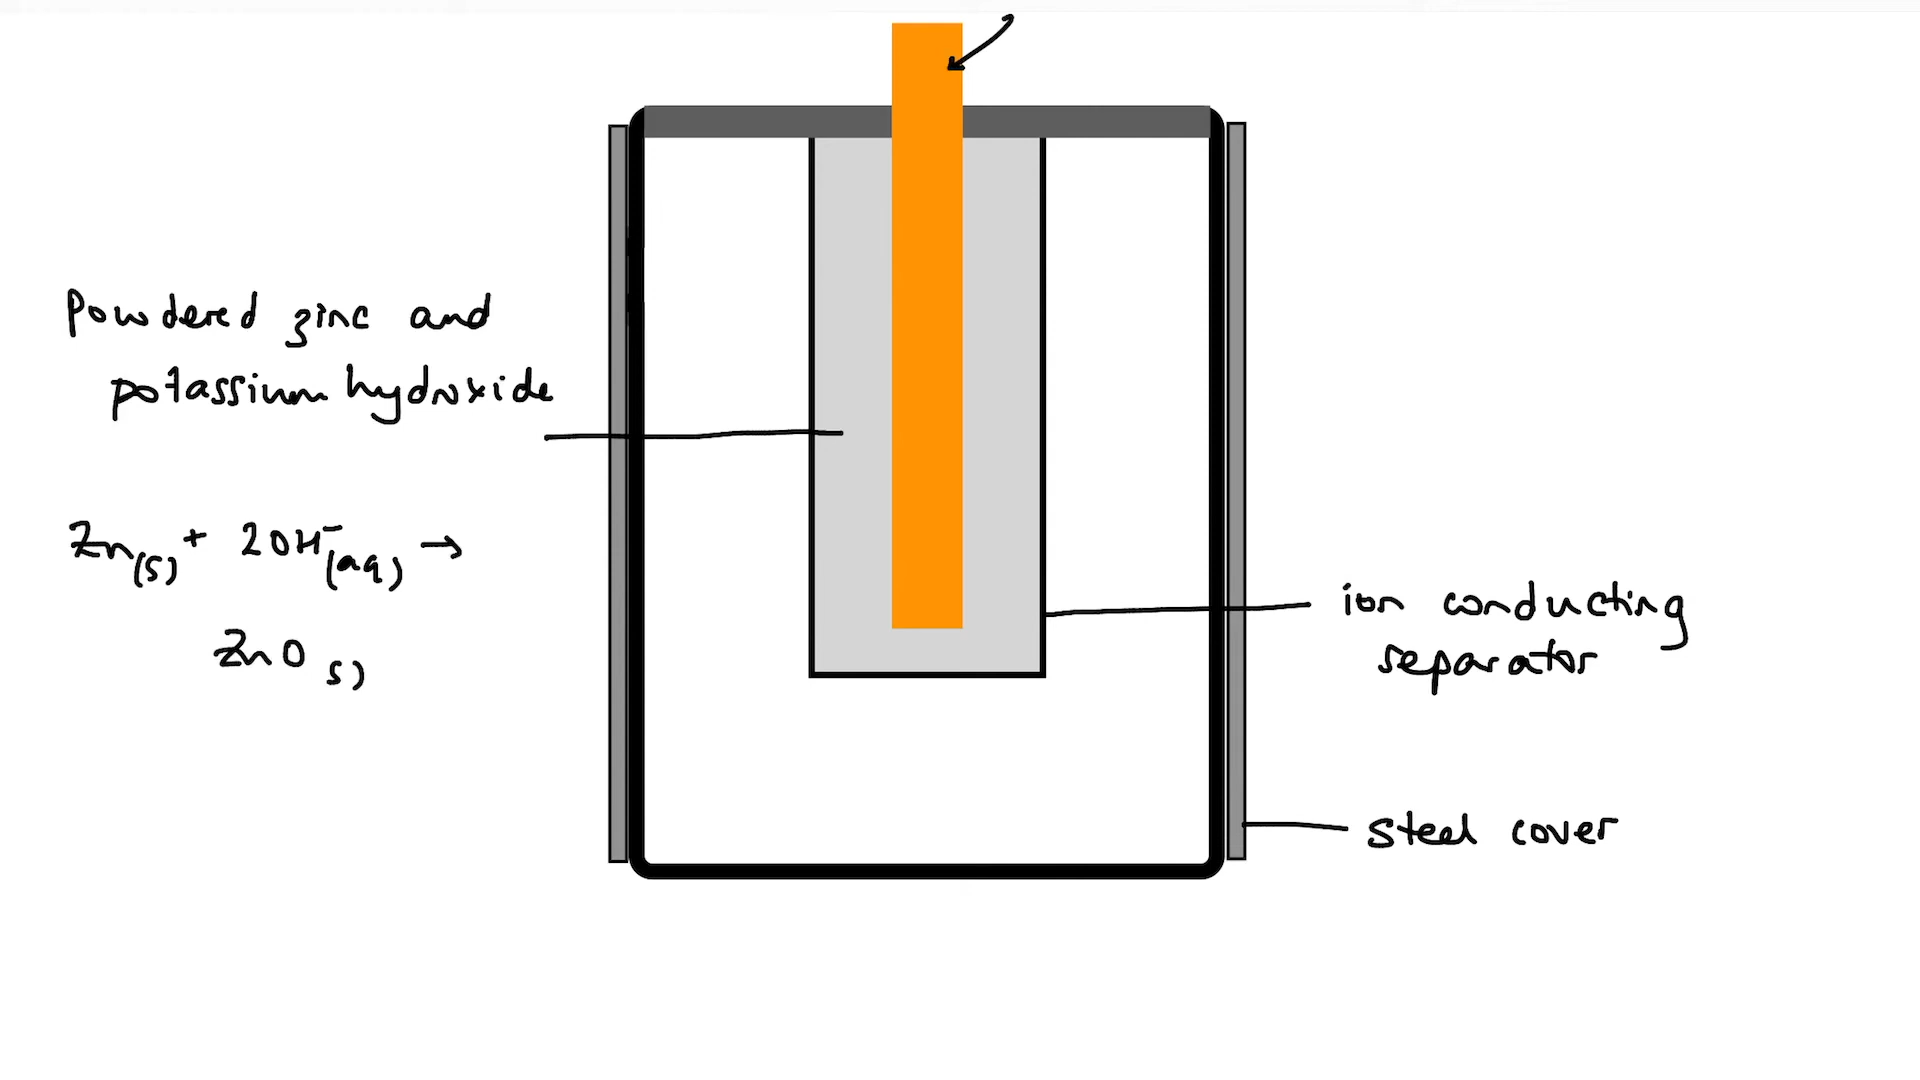 Powdered zinc and
potassium hydroxide
Zn(s) + 2OH⁻(aq) →
ZnO s)
ion conducting
separator
steel cover